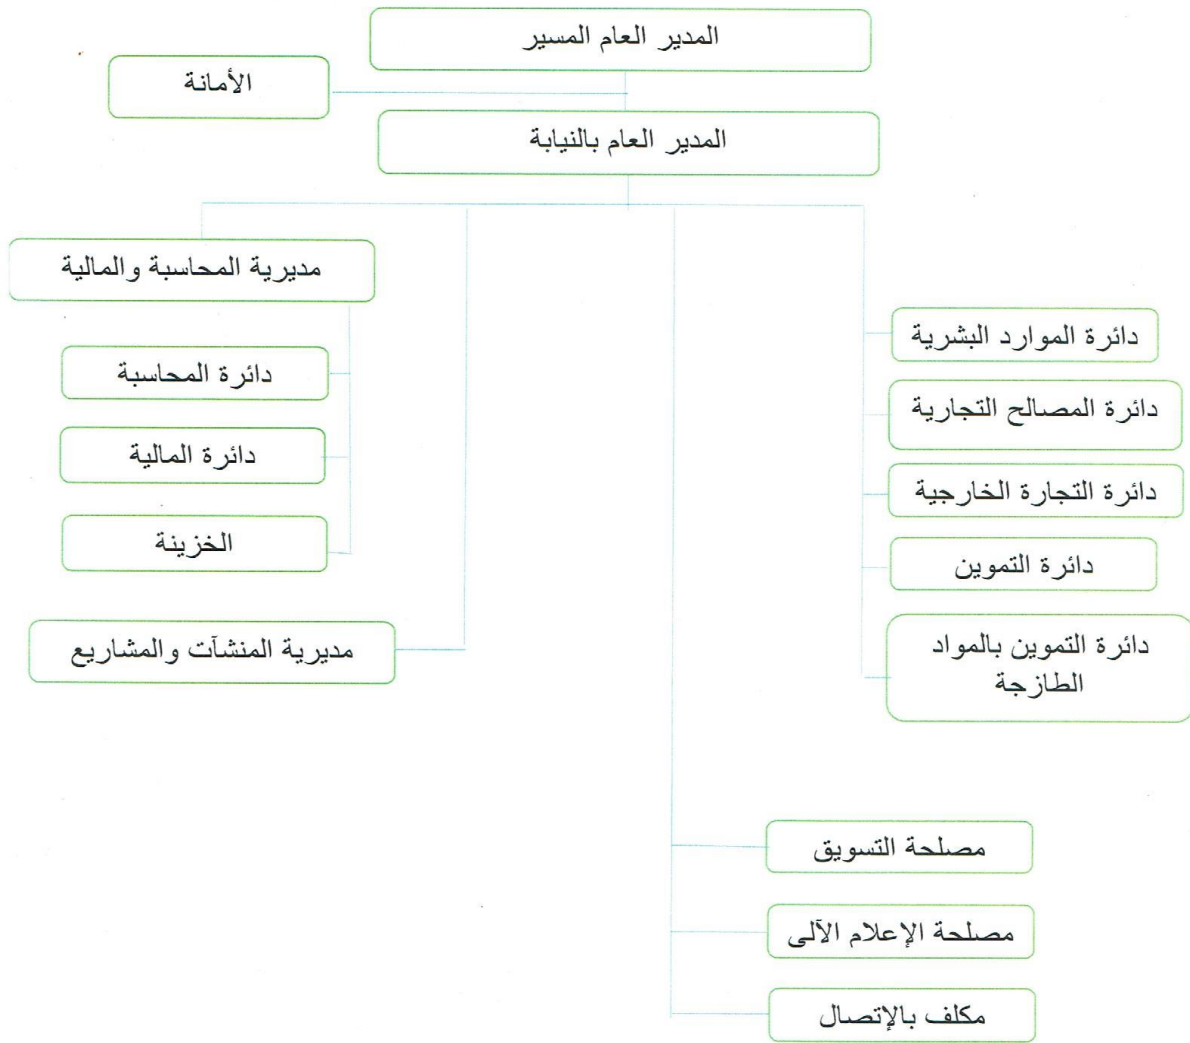 المدير العام المسير
الأمانة
المدير العام بالنيابة
مديرية المحاسبة والمالية
دائرة الموارد البشرية
دائرة المحاسبة
دائرة المصالح التجارية
دائرة المالية
دائرة التجارة الخارجية
الخزينة
دائرة التموين
مديرية المنشآت والمشاريع
دائرة التموين بالمواد
الطازجة
مصلحة التسويق
مصلحة الإعلام الآلى
مكلف بالإتصال